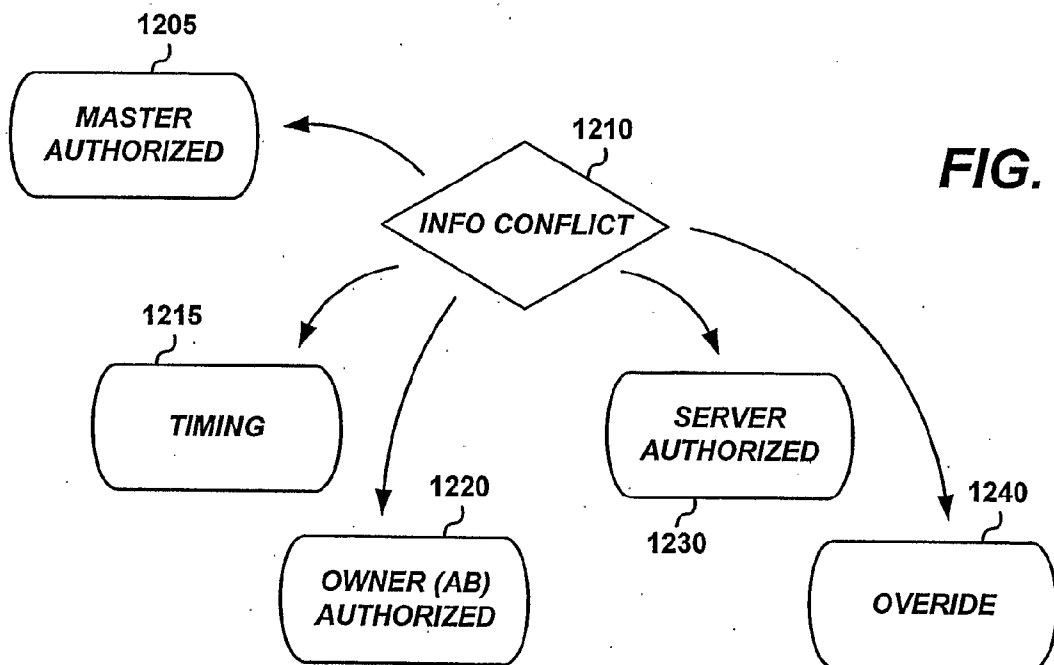 1205
MASTER
AUTHORIZED
1210
INFO CONFLICT
FIG.
1215
TIMING
SERVER
AUTHORIZED
1230
1220
OWNER (AB)
AUTHORIZED
1240
OVERIDE